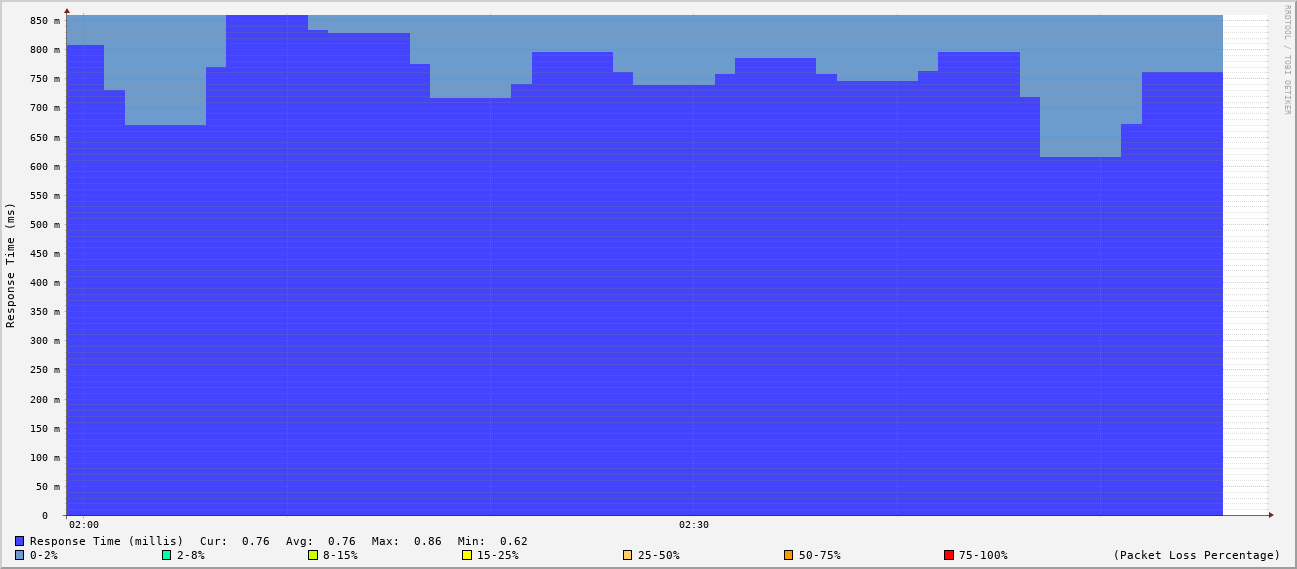 RRDTOOL / TOBI OETIKER
Response Time (ms)
850 m
800 m
750 m
700 m
650 m
600 m
550 m
500 m
450 m
400 m
350 m
300 m
250 m
200 m
150 m
100 m
50 m
0
02:00 02:30
Response Time (millis) Cur: 0.76 Avg: 0.76 Max: 0.86 Min: 0.62
0-2% 2-8% 8-15% 15-25% 25-50% 50-75% 75-100% (Packet Loss Percentage)